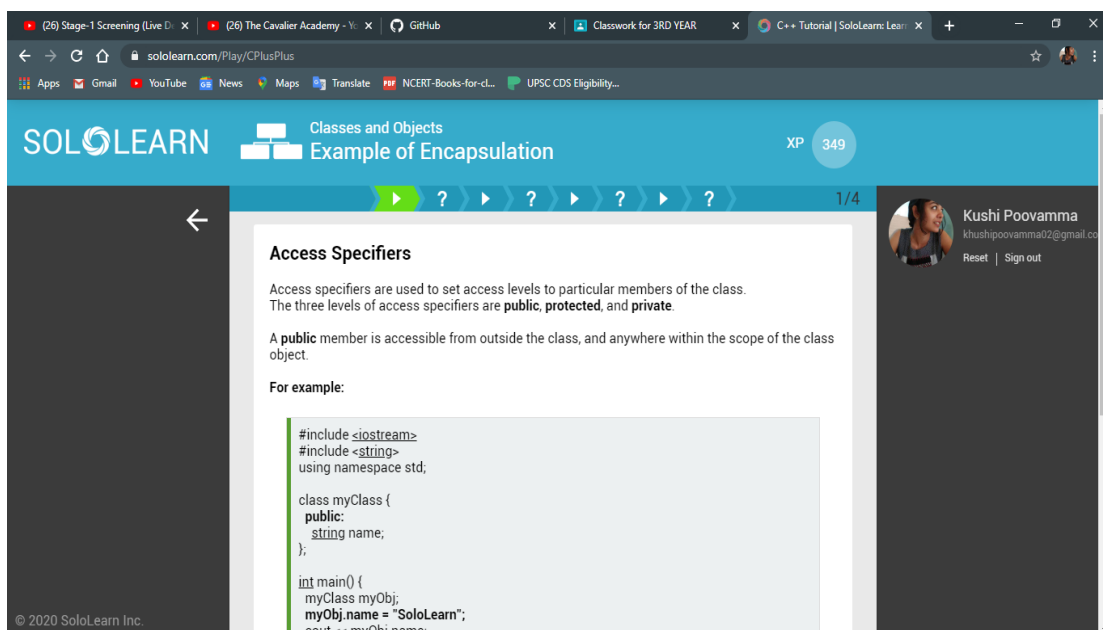 (26) Stage-1 Screening (Live De
(26) The Cavalier Academy - Yo
GitHub
Classwork for 3RD YEAR
C++ Tutorial | SoloLearn: Learn
sololearn.com/Play/CPlusPlus
Apps
Gmail
YouTube
GE News
Maps
Translate
PDF NCERT-Books-for-cl...
UPSC CDS Eligibility...
SOLOLEARN
Classes and Objects
Example of Encapsulation
XP 349
? ? ? ?
1/4
Kushi Poovamma
khushipoovamma02@gmail.co
Reset | Sign out
Access Specifiers
Access specifiers are used to set access levels to particular members of the class.
The three levels of access specifiers are public, protected, and private.
A public member is accessible from outside the class, and anywhere within the scope of the class
object.
For example:
#include <iostream>
#include <string>
using namespace std;
class myClass {
public:
string name;
};
int main() {
myClass myObj;
myObj.name = "SoloLearn";
cout << myObj.name;
© 2020 SoloLearn Inc.